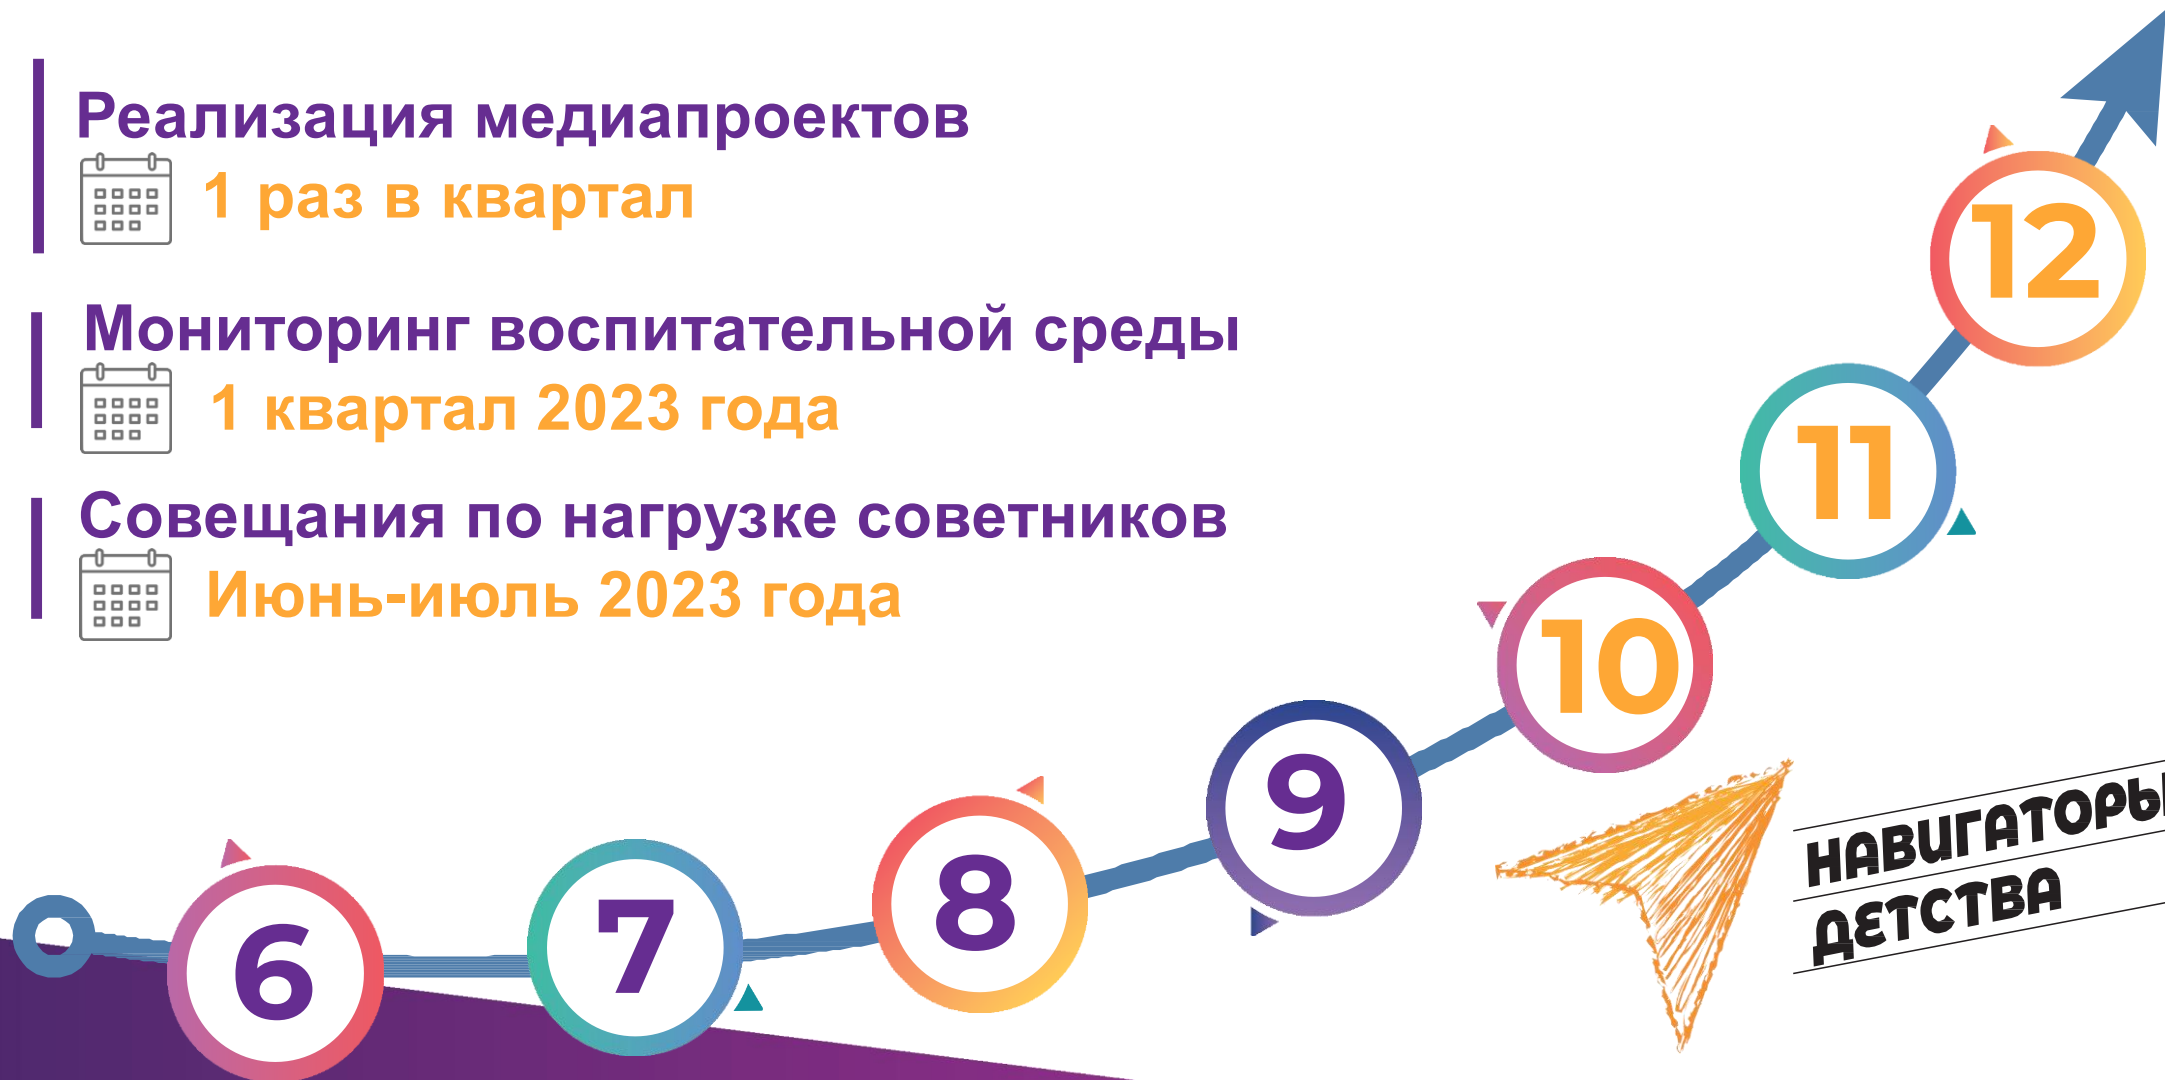 Реализация медиапроектов
1 раз в квартал
Мониторинг воспитательной среды
1 квартал 2023 года
Совещания по нагрузке советников
Июнь-июль 2023 года
6
7
8
9
10
11
12
НАВИГАТОРЫ
ДЕТСТВА